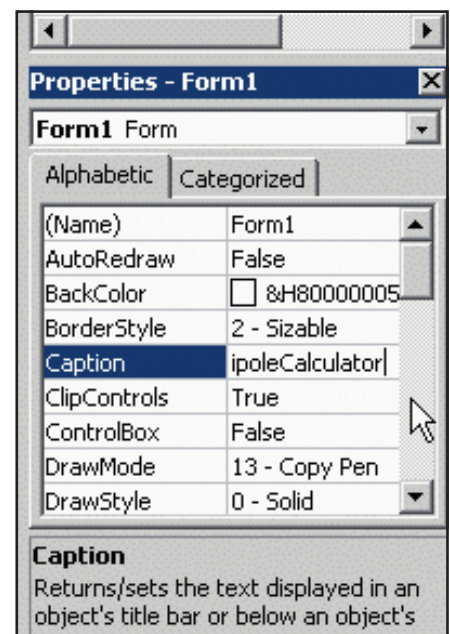 Properties - Form1
Form1 Form
Alphabetic Categorized
(Name) Form1
AutoRedraw False
BackColor &H80000005
BorderStyle 2 - Sizable
Caption ipoleCalculator
ClipControls True
ControlBox False
DrawMode 13 - Copy Pen
DrawStyle 0 - Solid
Caption
Returns/sets the text displayed in an
object's title bar or below an object's